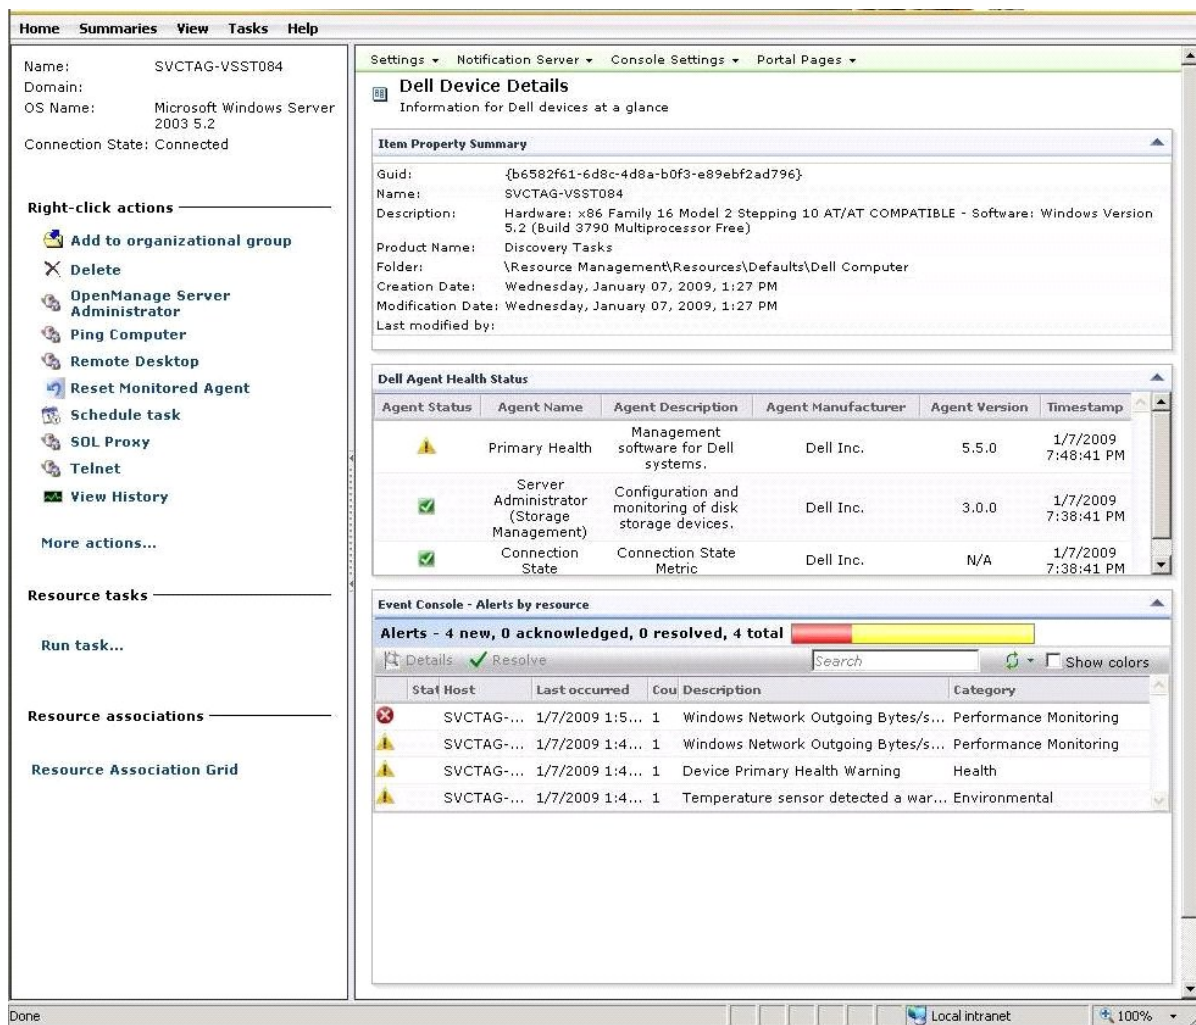 Home Summaries View Tasks Help
Name: SVCTAG-VSST084
Domain:
OS Name: Microsoft Windows Server
2003 5.2
Connection State: Connected
Right-click actions
Add to organizational group
Delete
OpenManage Server
Administrator
Ping Computer
Remote Desktop
Reset Monitored Agent
Schedule task
SOL Proxy
Telnet
View History
More actions...
Resource tasks
Run task...
Resource associations
Resource Association Grid
Settings Notification Server Console Settings Portal Pages
Dell Device Details
Information for Dell devices at a glance
Item Property Summary
Guid: {b6582f61-6d8c-4d8a-b0f3-e89ebf2ad796}
Name: SVCTAG-VSST084
Description: Hardware: x86 Family 16 Model 2 Stepping 10 AT/AT COMPATIBLE - Software: Windows Version
5.2 (Build 3790 Multiprocessor Free)
Product Name: Discovery Tasks
Folder: \Resource Management\Resources\Defaults\Dell Computer
Creation Date: Wednesday, January 07, 2009, 1:27 PM
Modification Date: Wednesday, January 07, 2009, 1:27 PM
Last modified by:
Dell Agent Health Status
Agent Status Agent Name Agent Description Agent Manufacturer Agent Version Timestamp
Primary Health Management software for Dell systems. Dell Inc. 5.5.0 1/7/2009 7:48:41 PM
Server Administrator (Storage Management) Configuration and monitoring of disk storage devices. Dell Inc. 3.0.0 1/7/2009 7:38:41 PM
Connection State Connection State Metric Dell Inc. N/A 1/7/2009 7:38:41 PM
Event Console - Alerts by resource
Alerts - 4 new, 0 acknowledged, 0 resolved, 4 total
Details Resolve Search Show colors
Stat Host Last occurred Cou Description Category
SVCTAG-... 1/7/2009 1:5... 1 Windows Network Outgoing Bytes/s... Performance Monitoring
SVCTAG-... 1/7/2009 1:4... 1 Windows Network Outgoing Bytes/s... Performance Monitoring
SVCTAG-... 1/7/2009 1:4... 1 Device Primary Health Warning Health
SVCTAG-... 1/7/2009 1:4... 1 Temperature sensor detected a war... Environmental
Done Local intranet 100%